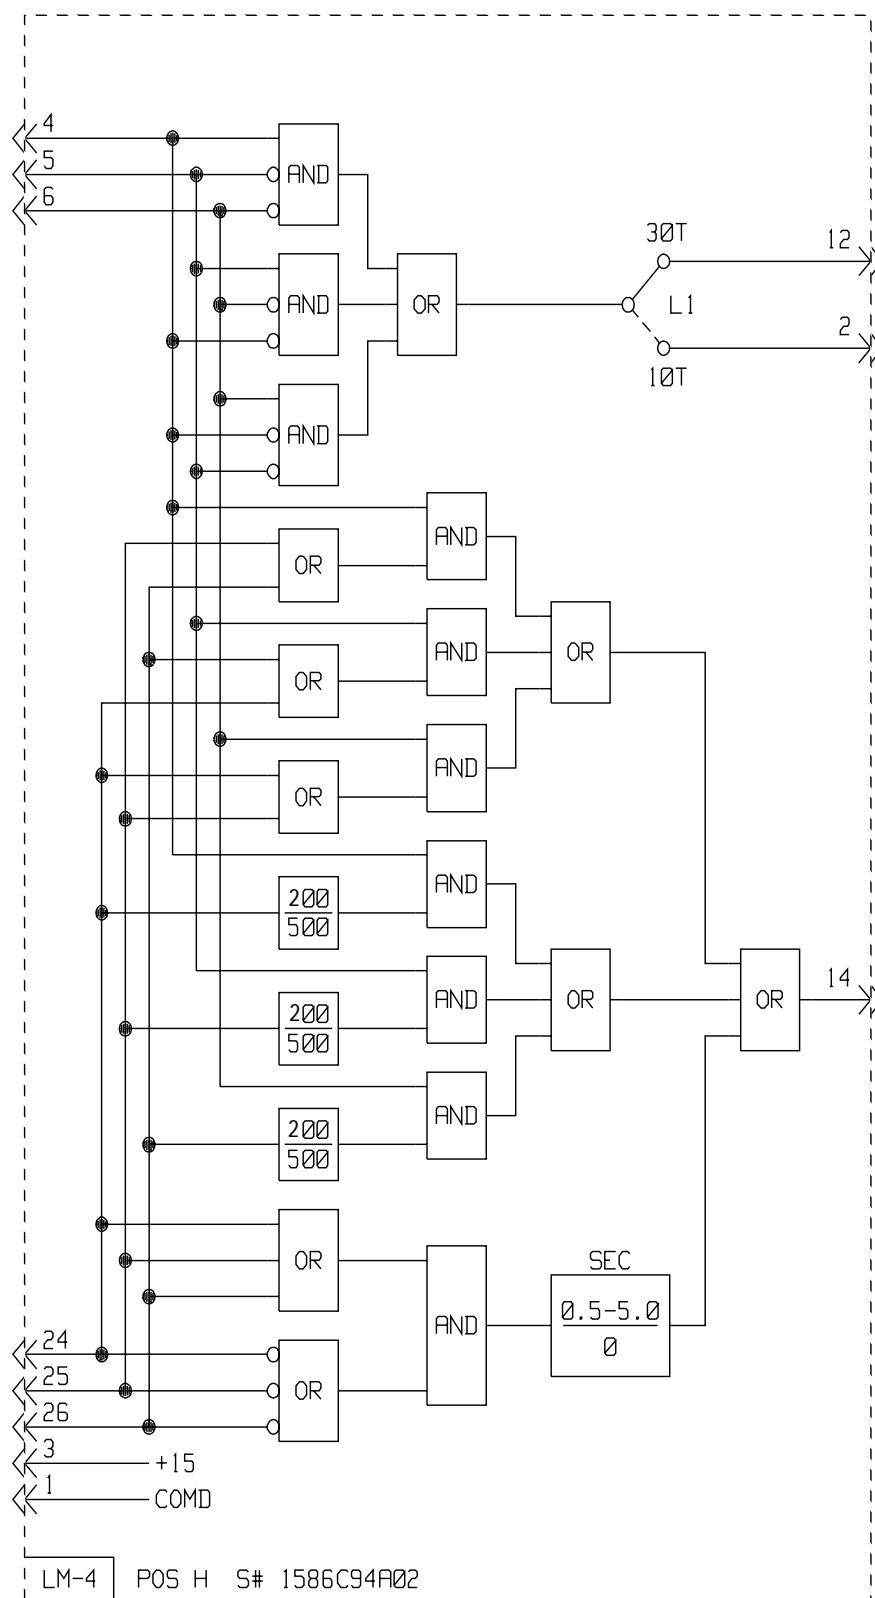 4
AND
5
6
30T
12
AND
OR
L1
2
10T
AND
AND
OR
AND
OR
OR
AND
OR
AND
200
500
14
AND
OR
OR
200
500
AND
200
500
OR
SEC
AND
0.5-5.0
0
24
25
OR
26
3
+15
1
COMD
LM-4 POS H S# 1586C94A02